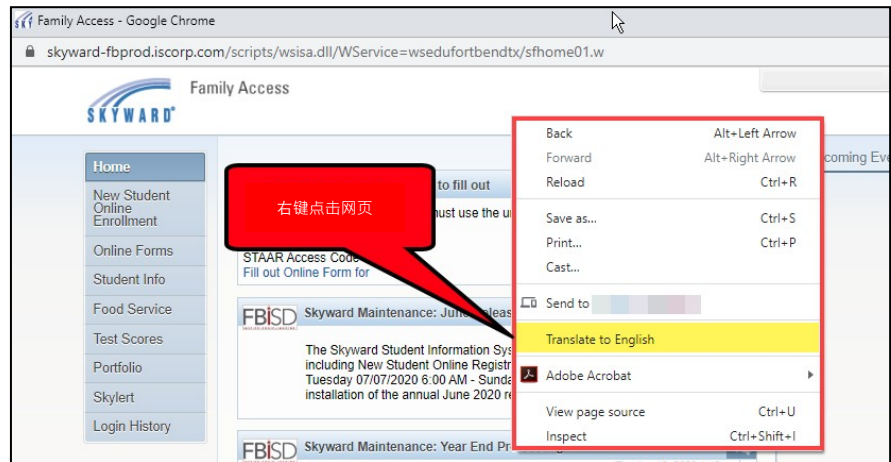 Family Access - Google Chrome
skyward-fbprod.iscorp.com/scripts/wsisa.dll/WService=wsedufortbendtx/sfhome01.w
SKYWARD
Family Access
Home
New Student
Online
Enrollment
Online Forms
Student Info
Food Service
Test Scores
Portfolio
Skylert
Login History
coming Eve
to fill out
must use the u
STAAR Access Code
Fill out Online Form for
右键点击网页
FBISD
Skyward Maintenance: June
The Skyward Student Information Sys
including New Student Online Registr
Tuesday 07/07/2020 6:00 AM - Sunda
installation of the annual June 2020 re
FBISD
Skyward Maintenance: Year End Pr
Back Alt+Left Arrow
Forward Alt+Right Arrow
Reload Ctrl+R
Save as... Ctrl+S
Print... Ctrl+P
Cast...
Send to
Translate to English
Adobe Acrobat
View page source Ctrl+U
Inspect Ctrl+Shift+I